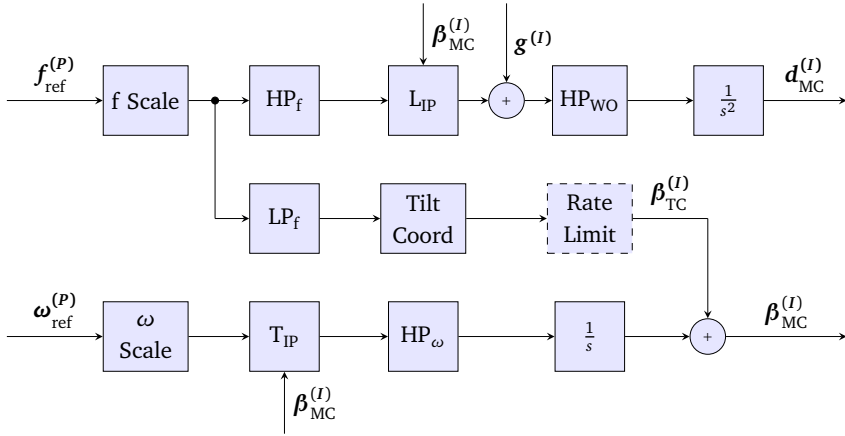 β_MC^(I)
g^(I)
f_ref^(P)
f Scale
HP_f
L_IP
+
HP_WO
1/s²
d_MC^(I)
LP_f
Tilt
Coord
Rate
Limit
β_TC^(I)
ω_ref^(P)
ω
Scale
T_IP
HP_ω
1/s
+
β_MC^(I)
β_MC^(I)